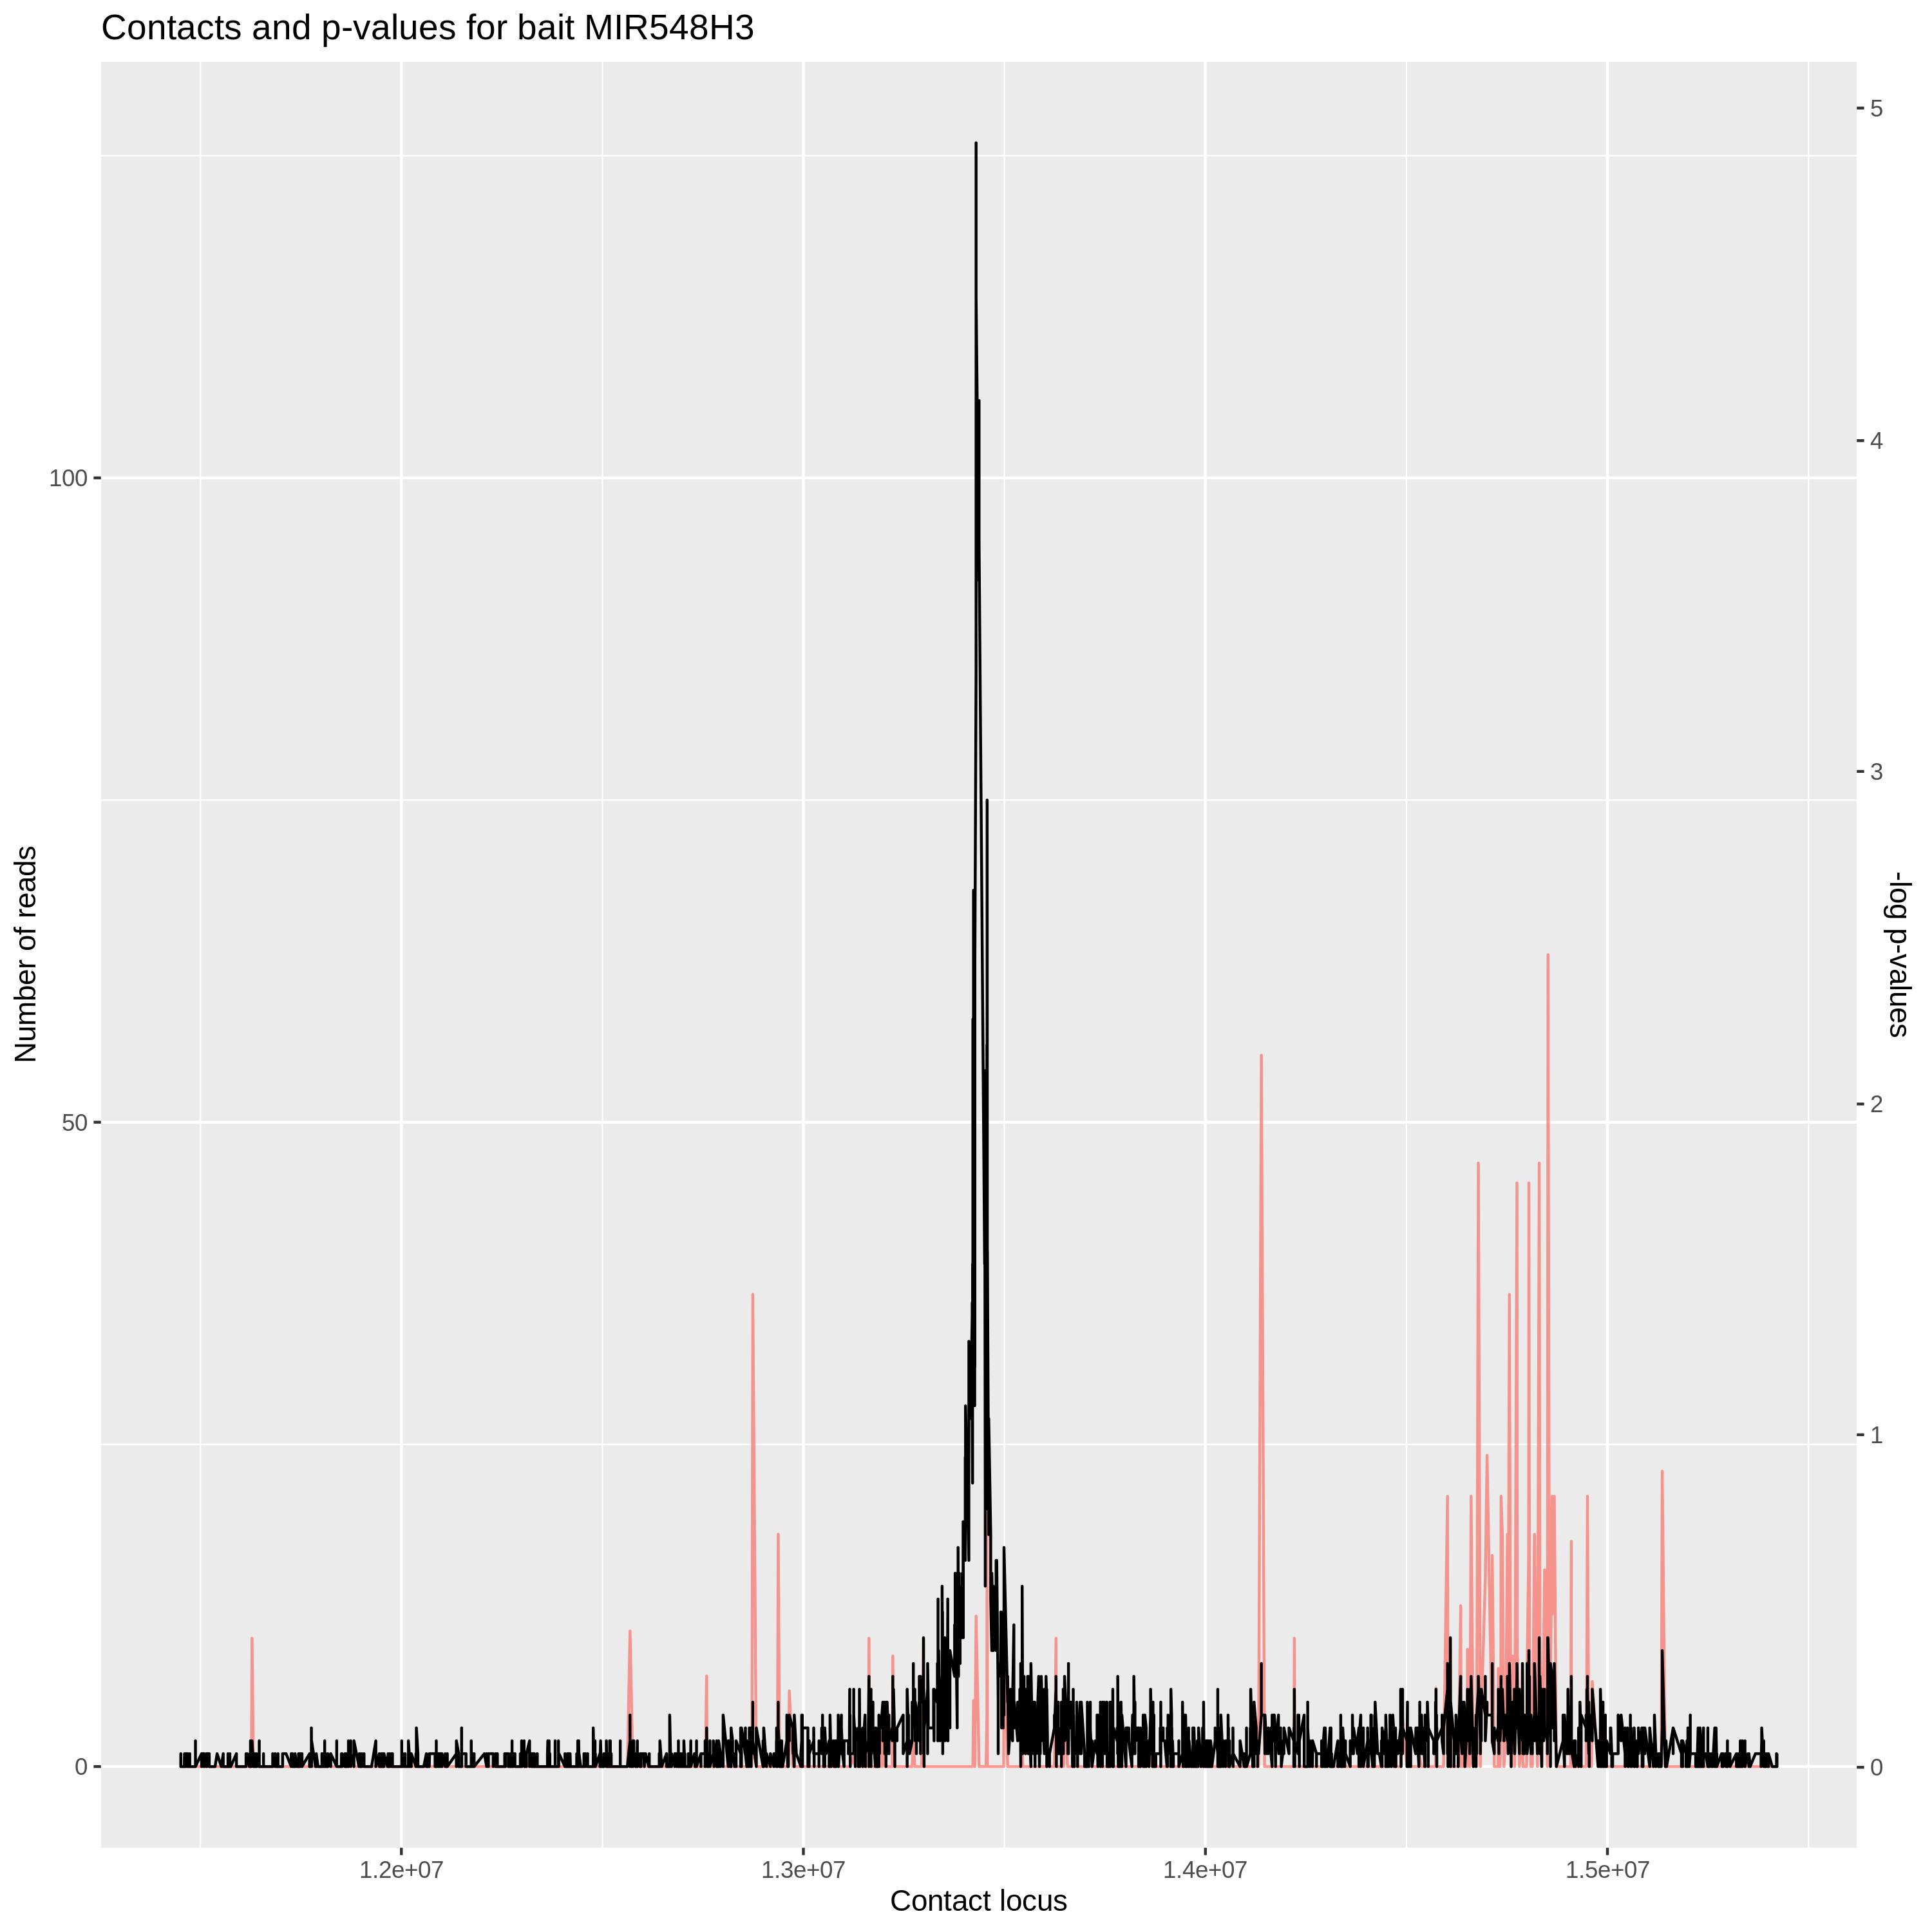 Contacts and p-values for bait MIR548H3
5
4
100
3
Number of reads
-log p-values
50
2
1
0
0
1.2e+07
1.3e+07
1.4e+07
1.5e+07
Contact locus